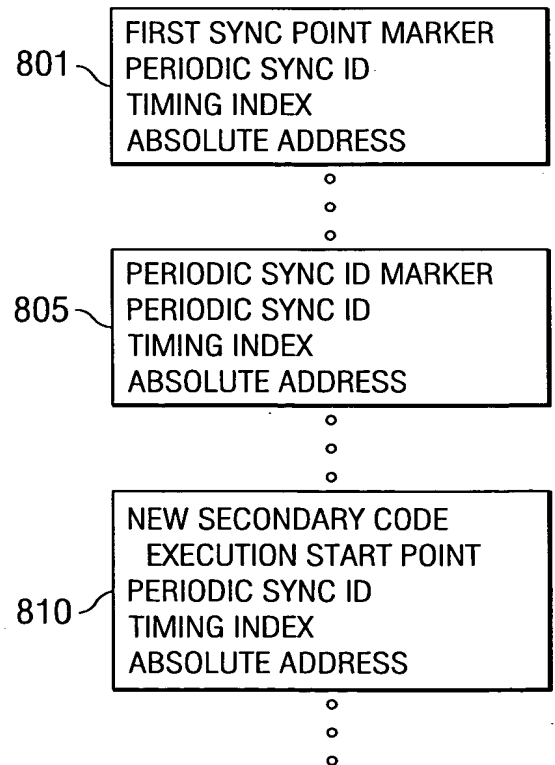 801
FIRST SYNC POINT MARKER
PERIODIC SYNC ID
TIMING INDEX
ABSOLUTE ADDRESS
805
PERIODIC SYNC ID MARKER
PERIODIC SYNC ID
TIMING INDEX
ABSOLUTE ADDRESS
810
NEW SECONDARY CODE
EXECUTION START POINT
PERIODIC SYNC ID
TIMING INDEX
ABSOLUTE ADDRESS